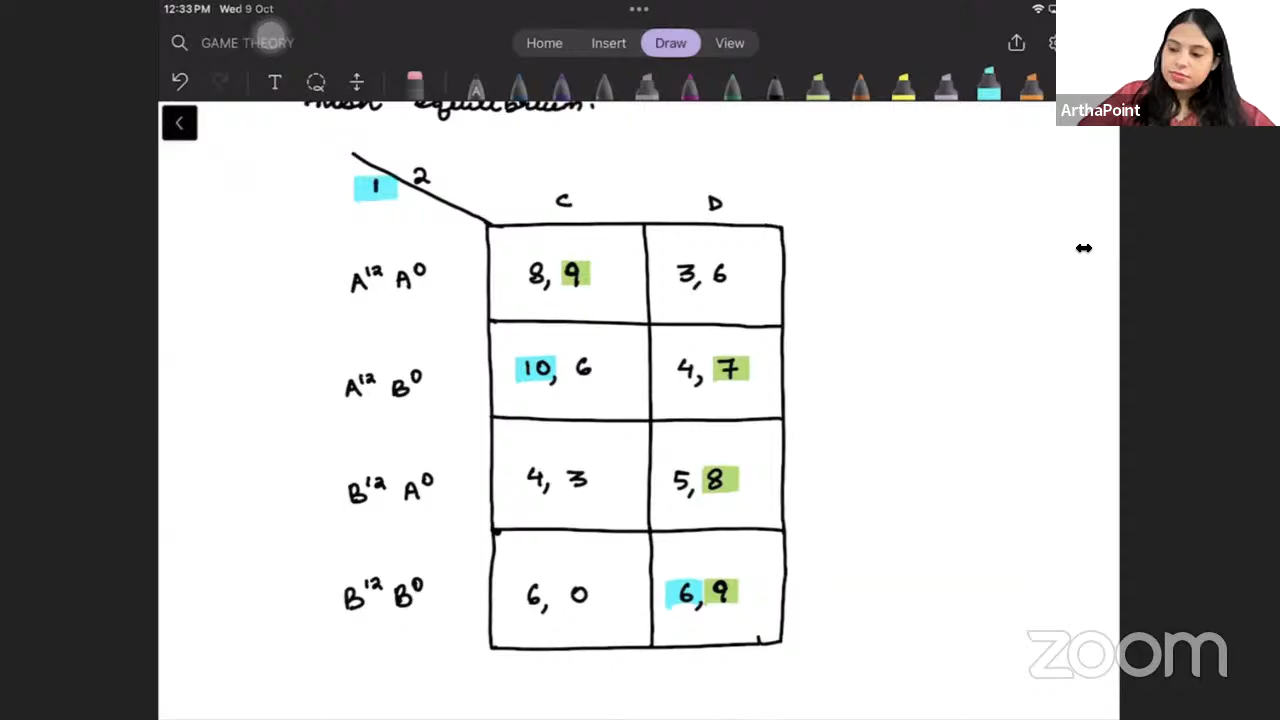 12:33 PM Wed 9 Oct
GAME THEORY
Home Insert Draw View
ArthaPoint
equilibrium.
1 2
C D
A¹² A⁰ 8, 9 3, 6
A¹² B⁰ 10, 6 4, 7
B¹² A⁰ 4, 3 5, 8
B¹² B⁰ 6, 0 6, 9
zoom